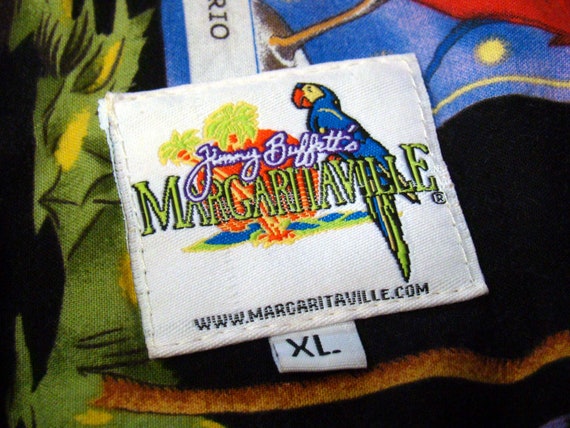 RIO
Jimmy Buffett's
MARGARITAVILLE®
WWW.MARGARITAVILLE.COM
XL